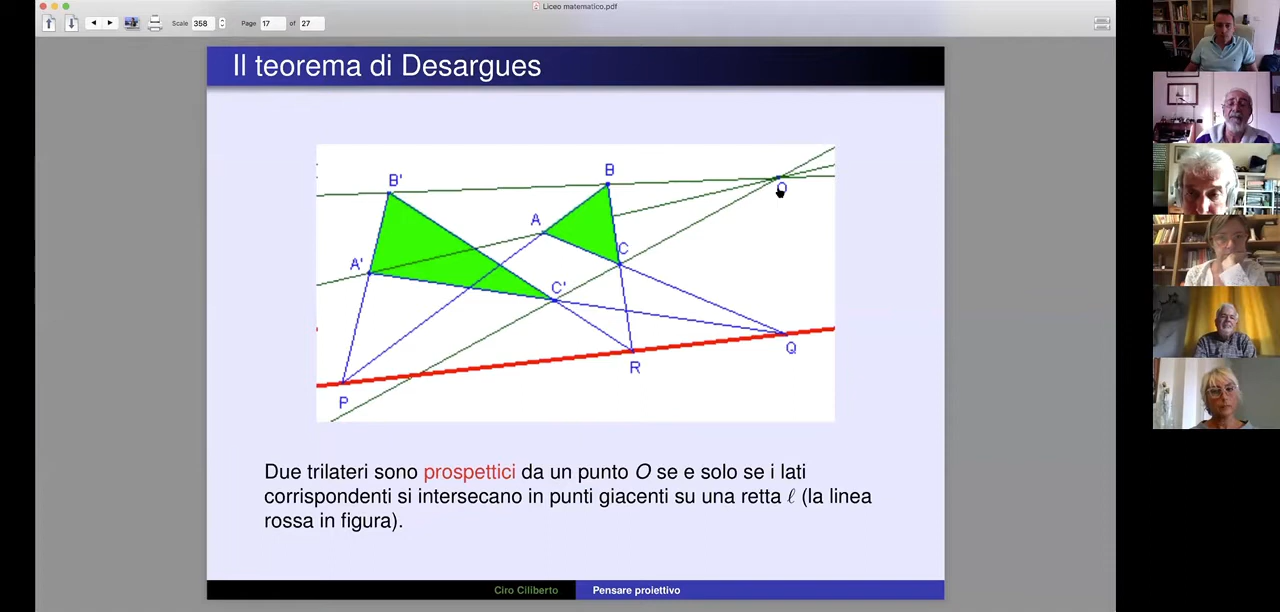 Liceo matematico.pdf
Scale 358 Page 17 of 27
Il teorema di Desargues
B'
B
O
A
C
A'
C'
Q
R
P
Due trilateri sono prospettici da un punto O se e solo se i lati
corrispondenti si intersecano in punti giacenti su una retta ℓ (la linea
rossa in figura).
Ciro Ciliberto Pensare proiettivo